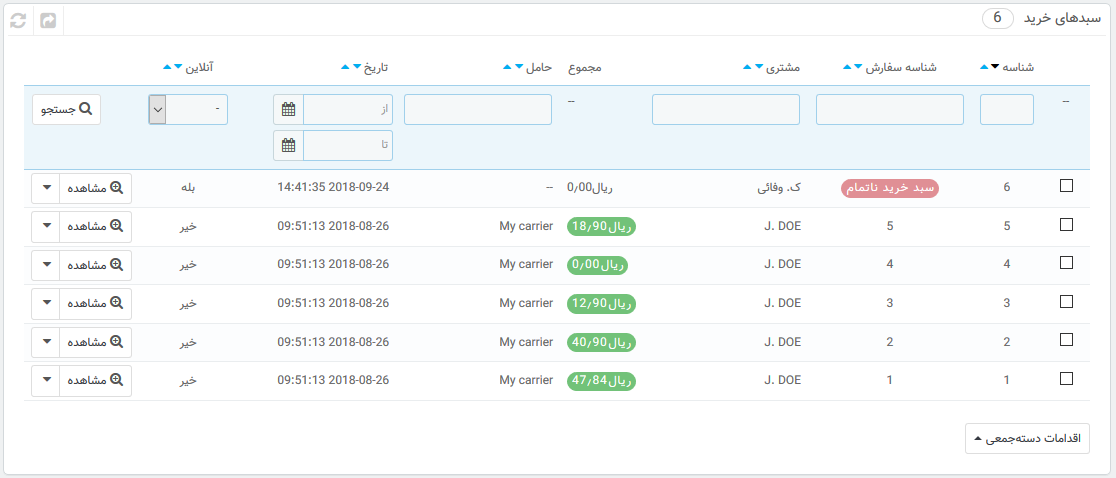 سبدهای خرید 6
شناسه شناسه سفارش مشتری مجموع حامل تاریخ آنلاین
-- -- از - جستجو
تا
6 سبد خرید ناتمام ک. وفائی ریال0٫00 -- 2018-09-24 14:41:35 بله مشاهده
5 5 J. DOE ریال18٫90 My carrier 2018-08-26 09:51:13 خیر مشاهده
4 4 J. DOE ریال0٫00 My carrier 2018-08-26 09:51:13 خیر مشاهده
3 3 J. DOE ریال12٫90 My carrier 2018-08-26 09:51:13 خیر مشاهده
2 2 J. DOE ریال40٫90 My carrier 2018-08-26 09:51:13 خیر مشاهده
1 1 J. DOE ریال47٫84 My carrier 2018-08-26 09:51:13 خیر مشاهده
اقدامات دسته‌جمعی